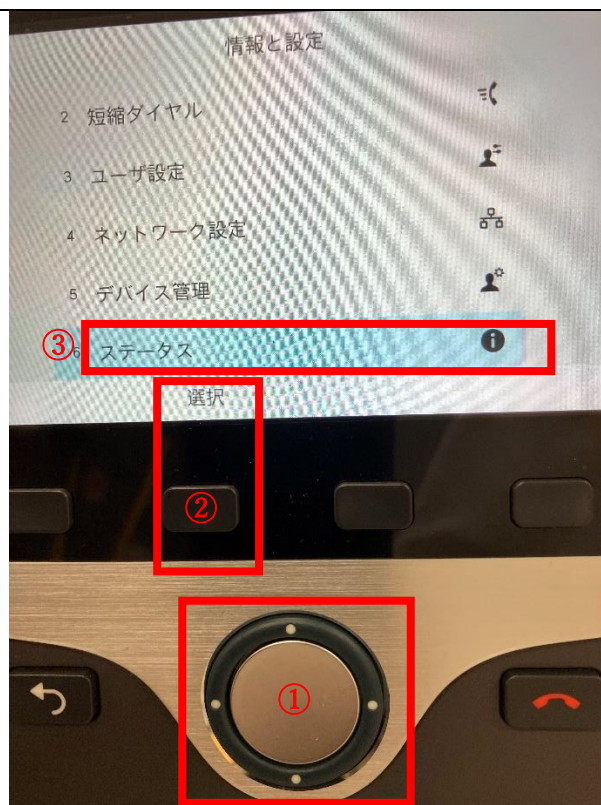 情報と設定
2 短縮ダイヤル
3 ユーザ設定
4 ネットワーク設定
5 デバイス管理
③6 ステータス
選択
②
①